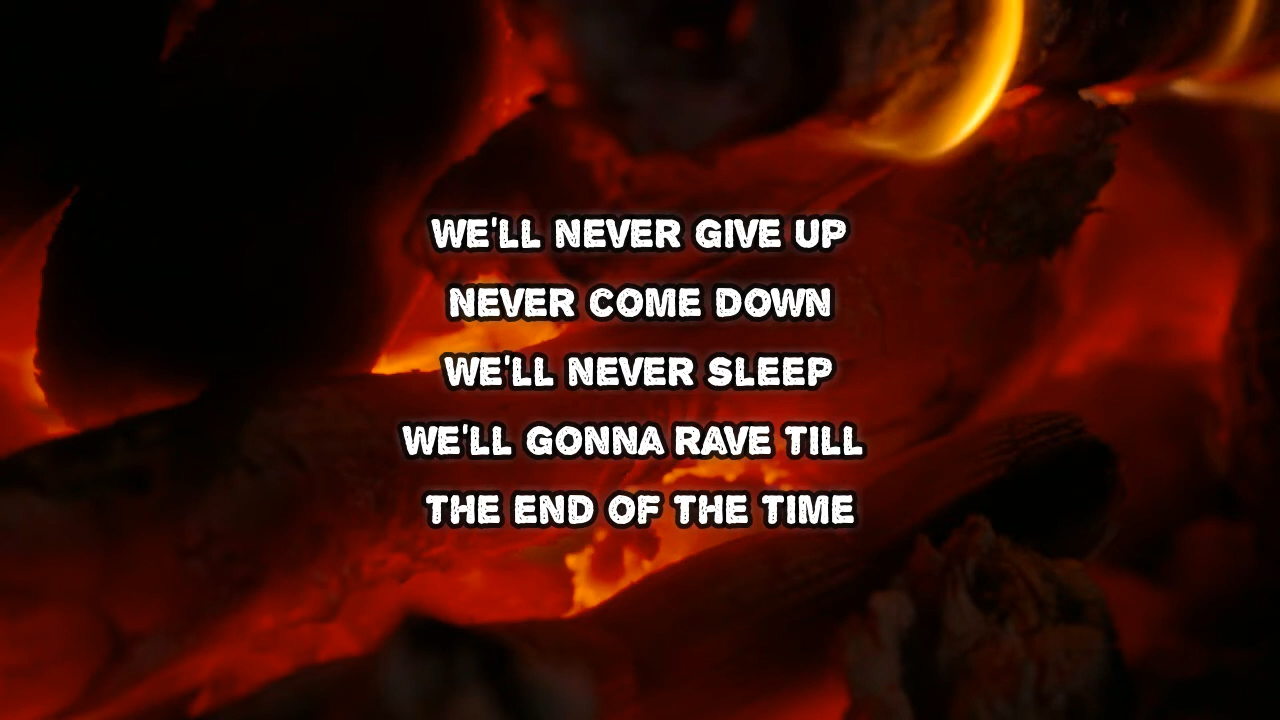 WE'LL NEVER GIVE UP
NEVER COME DOWN
WE'LL NEVER SLEEP
WE'LL GONNA RAVE TILL
THE END OF THE TIME